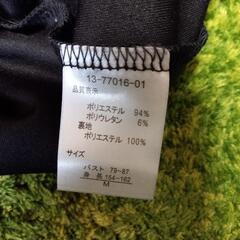 13-77016-01
品質表示
ポリエステル 94%
ポリウレタン 6%
裏地
ポリエステル 100%
サイズ
バスト 79-87
身長 154-162
M